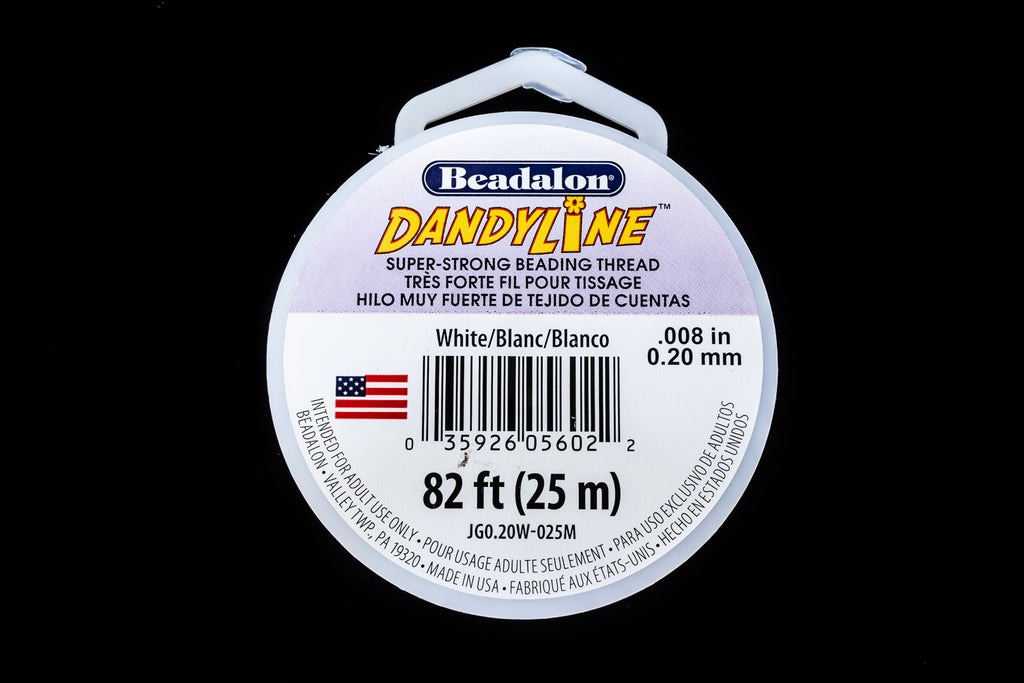 Beadalon®
DANDYLINE™
SUPER-STRONG BEADING THREAD
TRÈS FORTE FIL POUR TISSAGE
HILO MUY FUERTE DE TEJIDO DE CUENTAS
White/Blanc/Blanco
.008 in
0.20 mm
0 35926 05602 2
82 ft (25 m)
JG0.20W-025M
INTENDED FOR ADULT USE ONLY • POUR USAGE ADULTE SEULEMENT • PARA USO EXCLUSIVO DE ADULTOS
BEADALON • VALLEY TWP., PA 19320 • MADE IN USA • FABRIQUÉ AUX ÉTATS-UNIS • HECHO EN ESTADOS UNIDOS